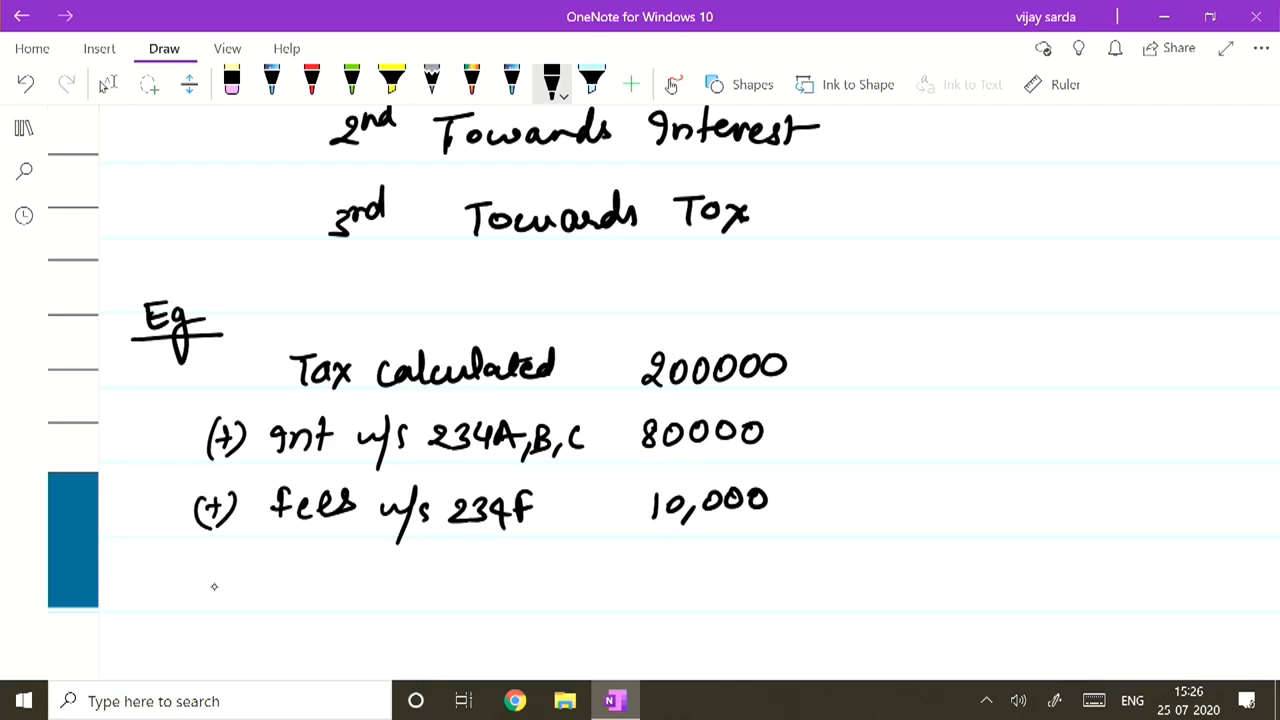 OneNote for Windows 10
vijay sarda
Home Insert Draw View Help
Share
Shapes Ink to Shape Ink to Text Ruler
2nd Towards Interest
3rd Towards Tax
Eg
Tax calculated 200000
(+) Int u/s 234A,B,C 80000
(+) fees u/s 234F 10,000
Type here to search
ENG
15:26
25 07 2020